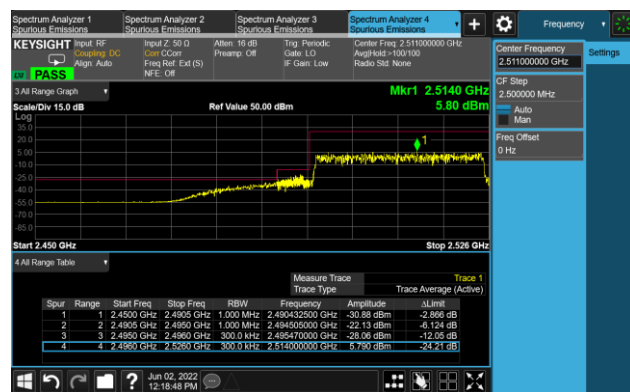 Spectrum Analyzer 1
Spurious Emissions
Spectrum Analyzer 2
Spurious Emissions
Spectrum Analyzer 3
Spurious Emissions
Spectrum Analyzer 4
Spurious Emissions
Frequency
KEYSIGHT
Input: RF
Coupling: DC
Align: Auto
Input Z: 50 Ω
Corr CCorr
Freq Ref: Ext (S)
NFE: Off
Atten: 16 dB
Preamp: Off
Trig: Periodic
Gate: LO
IF Gain: Low
Center Freq: 2.511000000 GHz
Avg|Hold >100/100
Radio Std: None
PASS
3 All Range Graph
Mkr1 2.5140 GHz
Scale/Div 15.0 dB
Ref Value 50.00 dBm
5.80 dBm
Log
35.0
20.0
5.00
-10.0
-25.0
-40.0
-55.0
-70.0
-85.0
1
Start 2.450 GHz
Stop 2.526 GHz
4 All Range Table
Measure Trace Trace 1
Trace Type Trace Average (Active)
Spur Range Start Freq Stop Freq RBW Frequency Amplitude ΔLimit
1 1 2.4500 GHz 2.4905 GHz 1.000 MHz 2.490432500 GHz -30.88 dBm -2.866 dB
2 2 2.4905 GHz 2.4950 GHz 1.000 MHz 2.494505000 GHz -22.13 dBm -6.124 dB
3 3 2.4950 GHz 2.4960 GHz 300.0 kHz 2.495470000 GHz -28.06 dBm -12.05 dB
4 4 2.4960 GHz 2.5260 GHz 300.0 kHz 2.514000000 GHz 5.790 dBm -24.21 dB
Center Frequency
2.511000000 GHz
Settings
CF Step
2.500000 MHz
Auto
Man
Freq Offset
0 Hz
Jun 02, 2022
12:18:48 PM